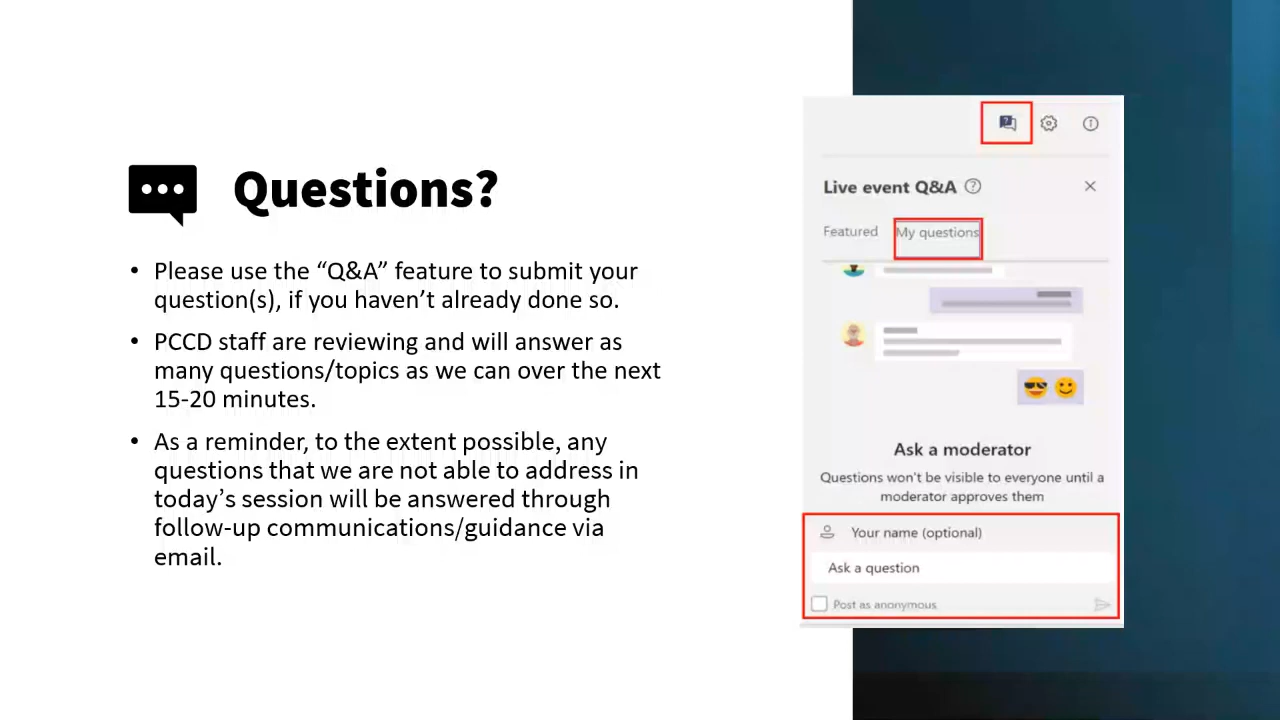 Questions?
• Please use the “Q&A” feature to submit your
question(s), if you haven’t already done so.
• PCCD staff are reviewing and will answer as
many questions/topics as we can over the next
15-20 minutes.
• As a reminder, to the extent possible, any
questions that we are not able to address in
today’s session will be answered through
follow-up communications/guidance via
email.
Live event Q&A
Featured My questions
Ask a moderator
Questions won't be visible to everyone until a
moderator approves them
Your name (optional)
Ask a question
Post as anonymous